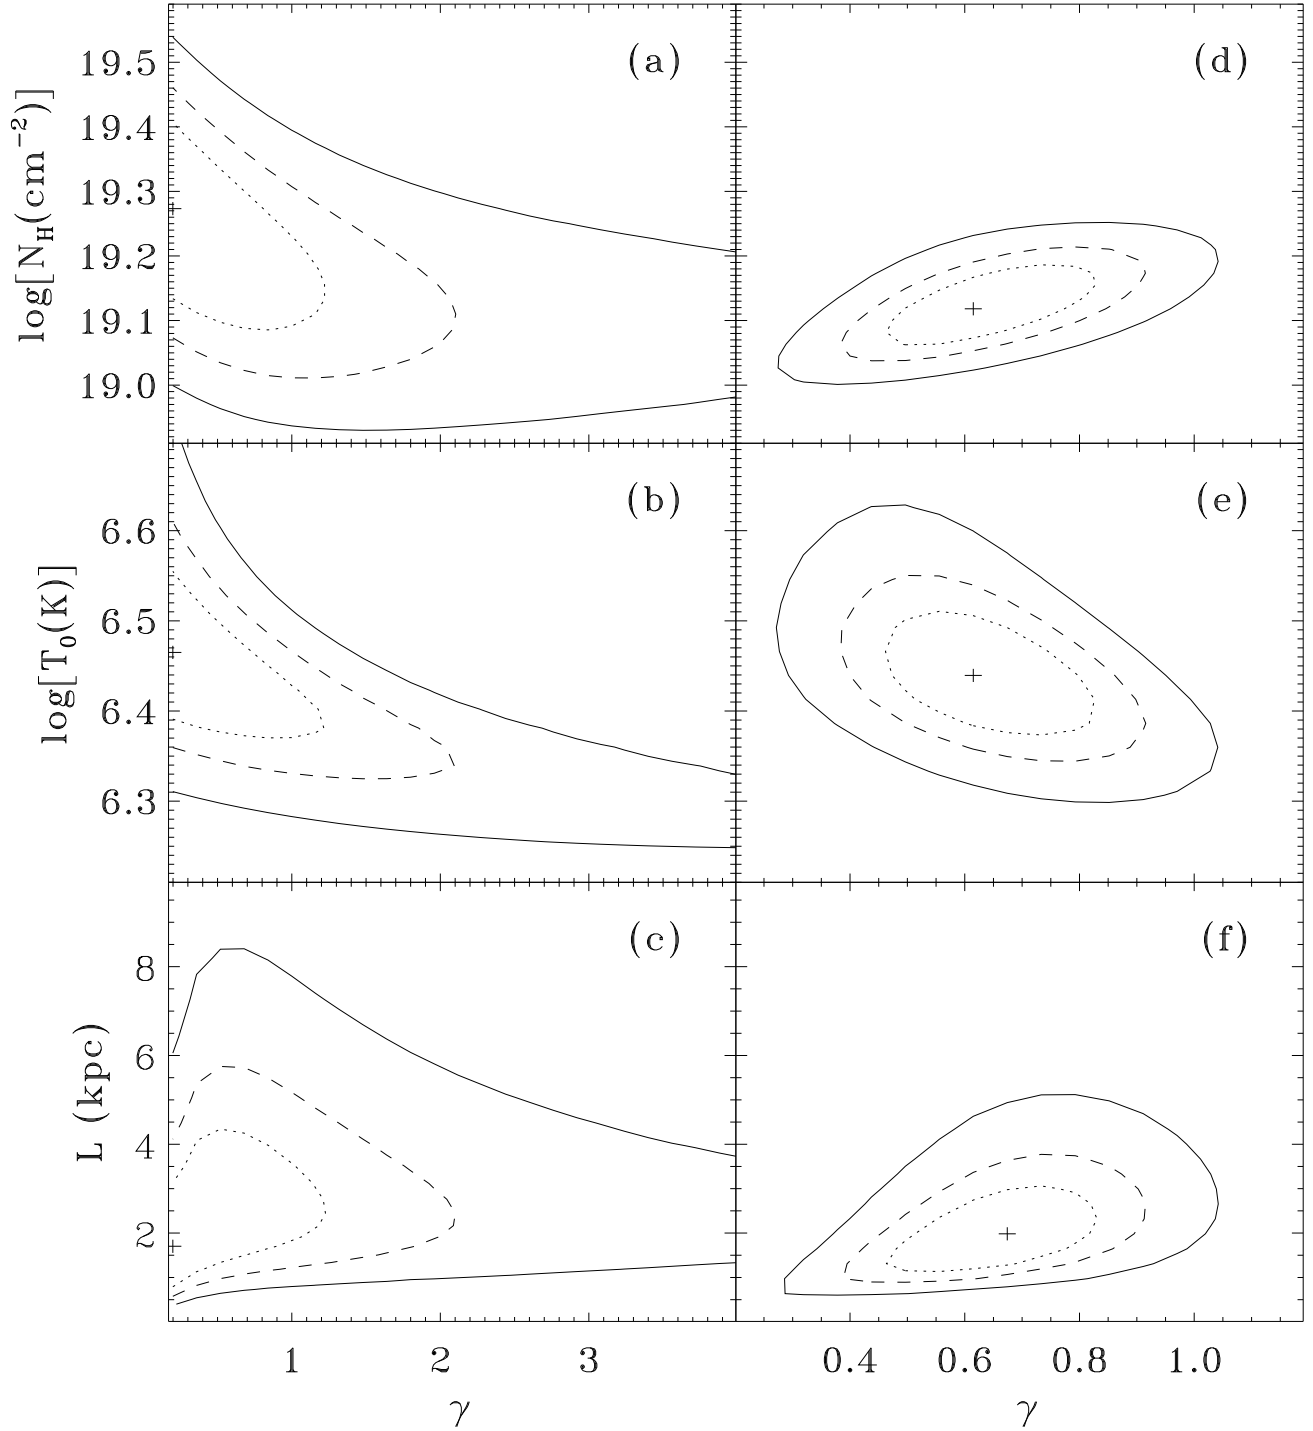 (a)
19.5
19.4
19.3
19.2
19.1
19.0
log[N_H(cm^{-2})]
(d)
(b)
6.6
6.5
6.4
6.3
log[T_0(K)]
(e)
(c)
8
6
4
2
L (kpc)
(f)
1 2 3
γ
0.4 0.6 0.8 1.0
γ